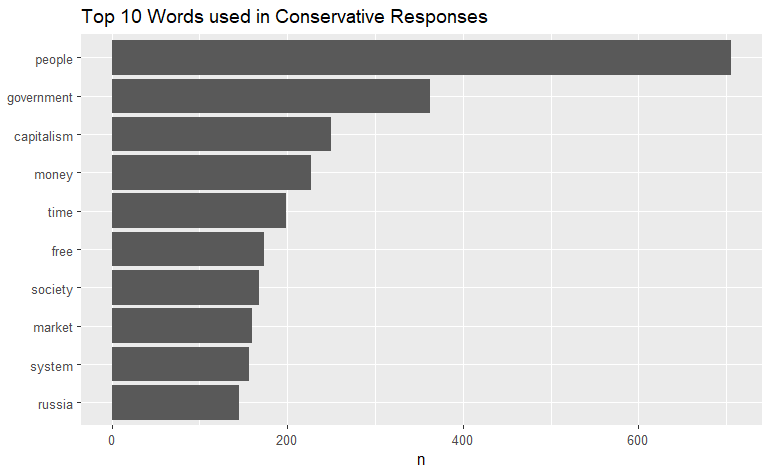 Top 10 Words used in Conservative Responses
people
government
capitalism
money
time
free
society
market
system
russia
0 200 400 600
n